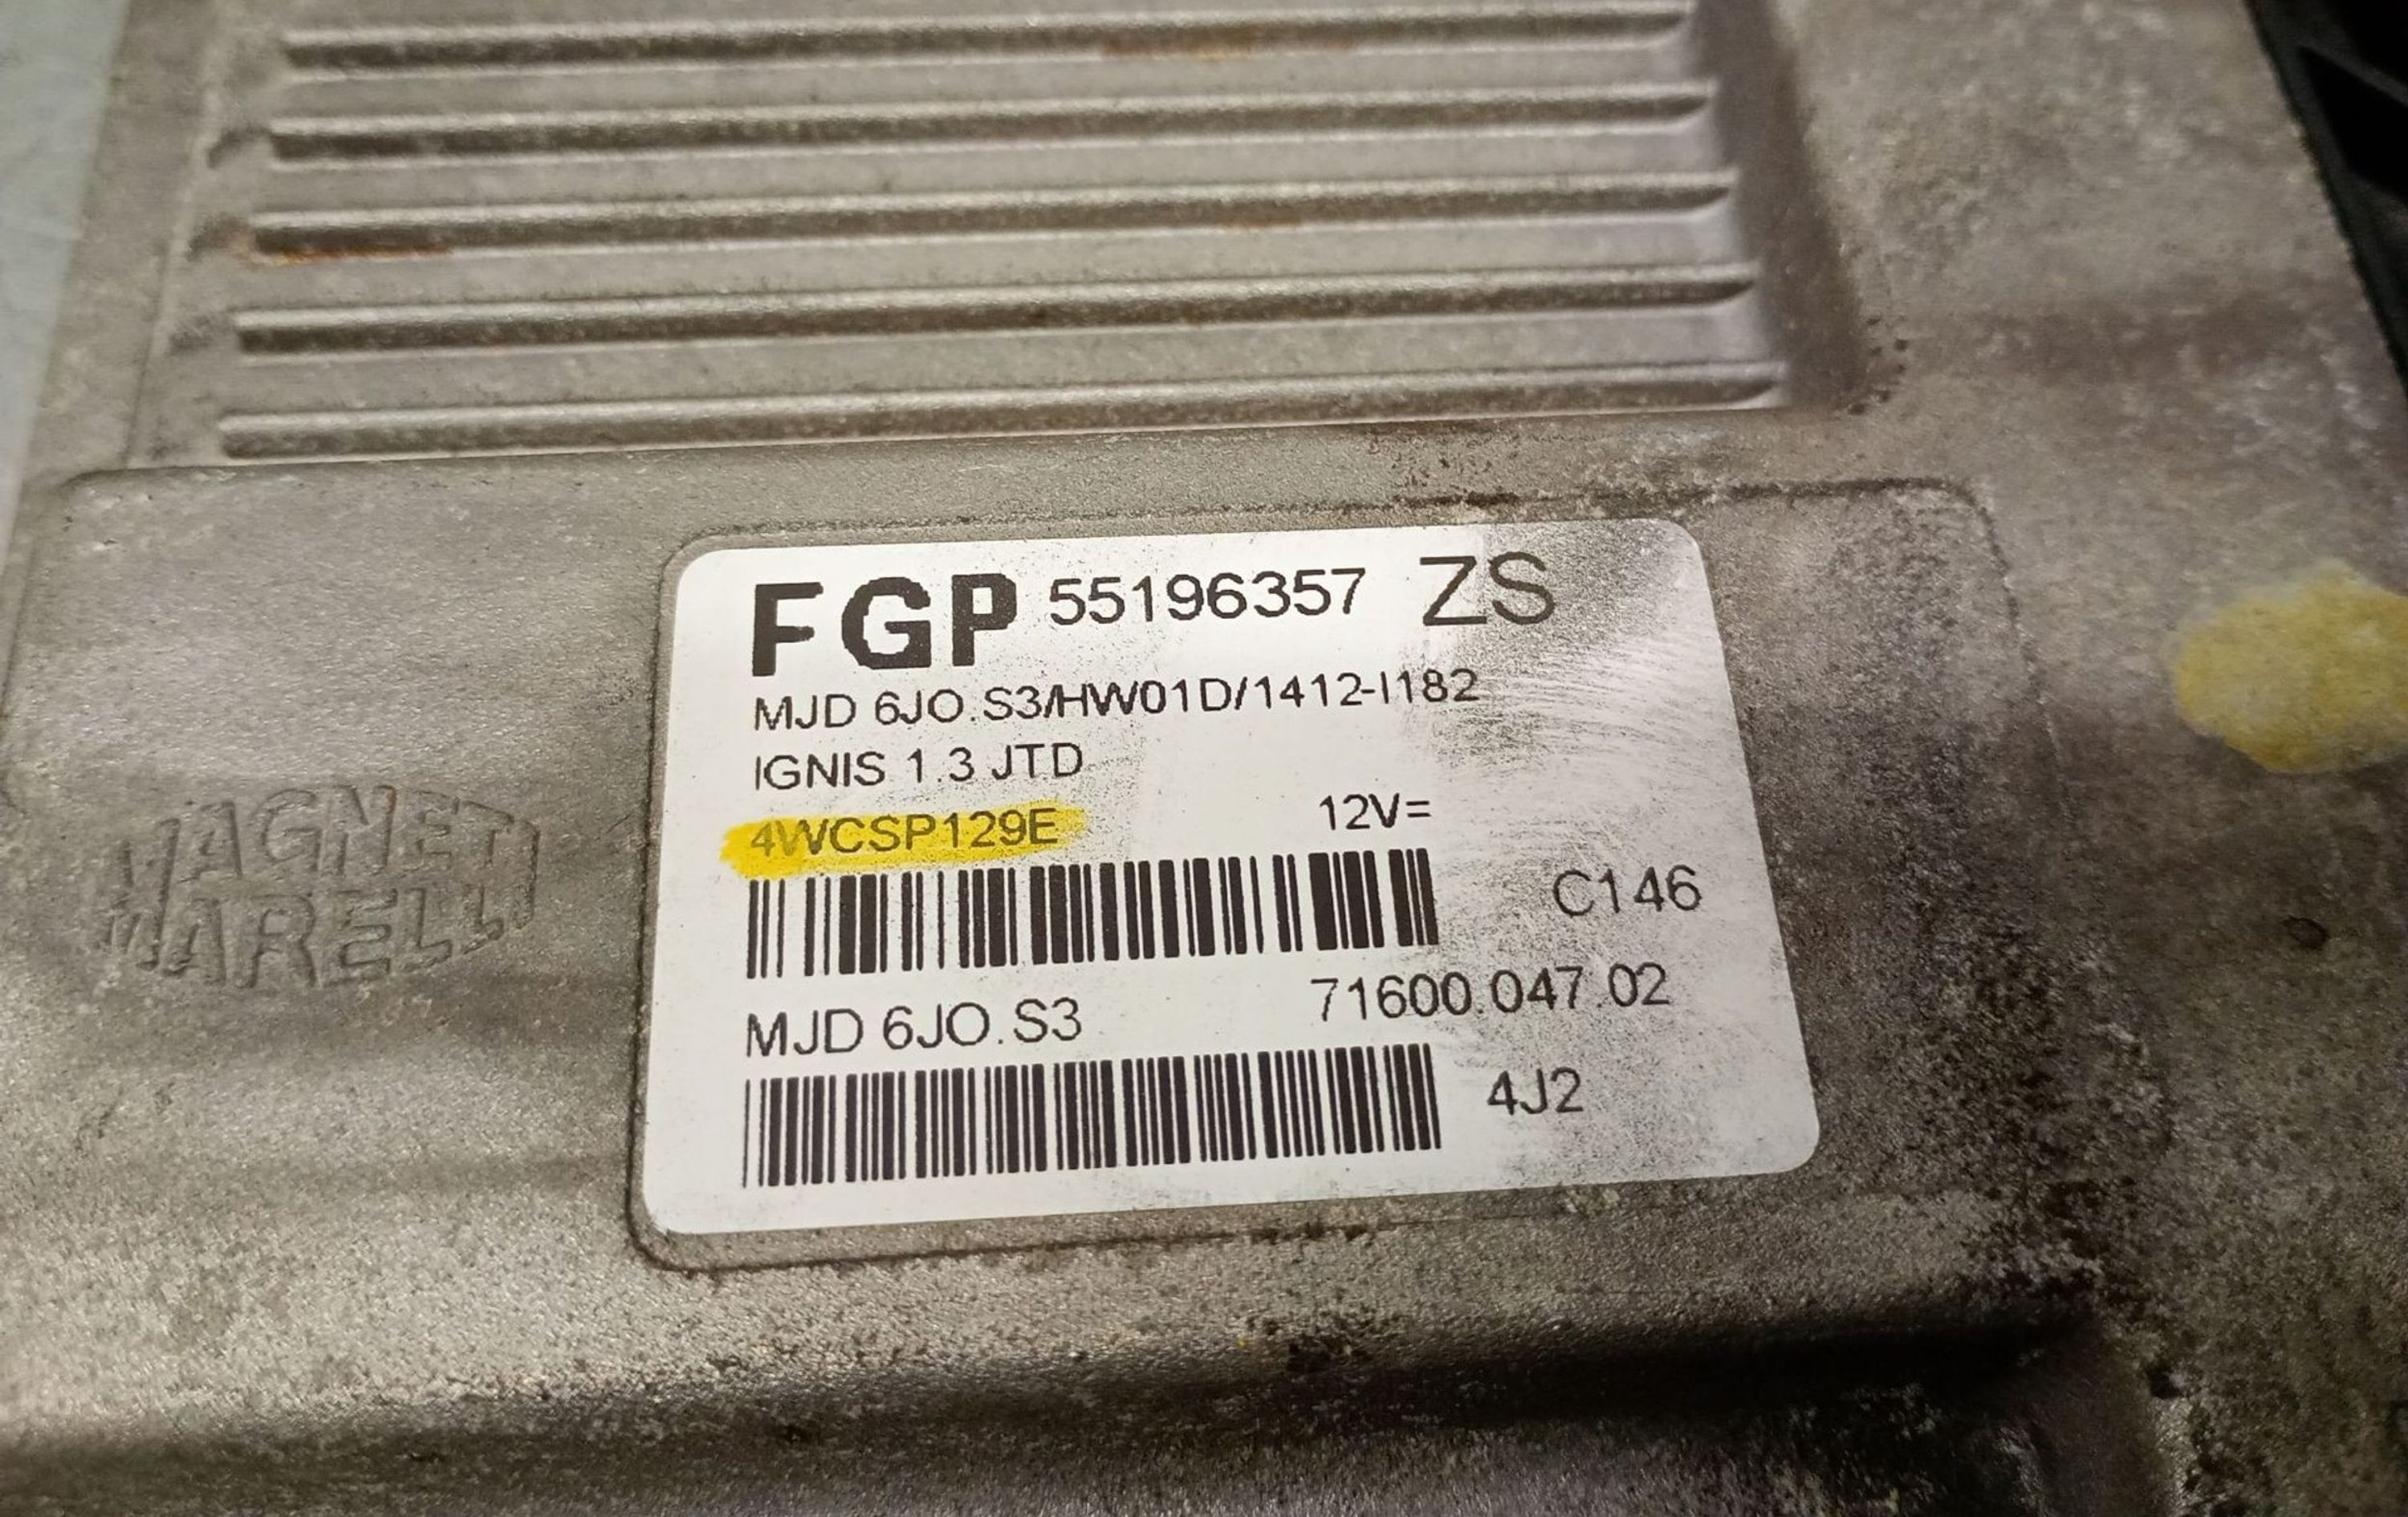 FGP 55196357 ZS
MJD 6JO.S3/HW01D/1412-I182
IGNIS 1.3 JTD
4WCSP129E 12V=
C146
MJD 6JO.S3 71600.047.02
4J2
MAGNETI
MARELLI